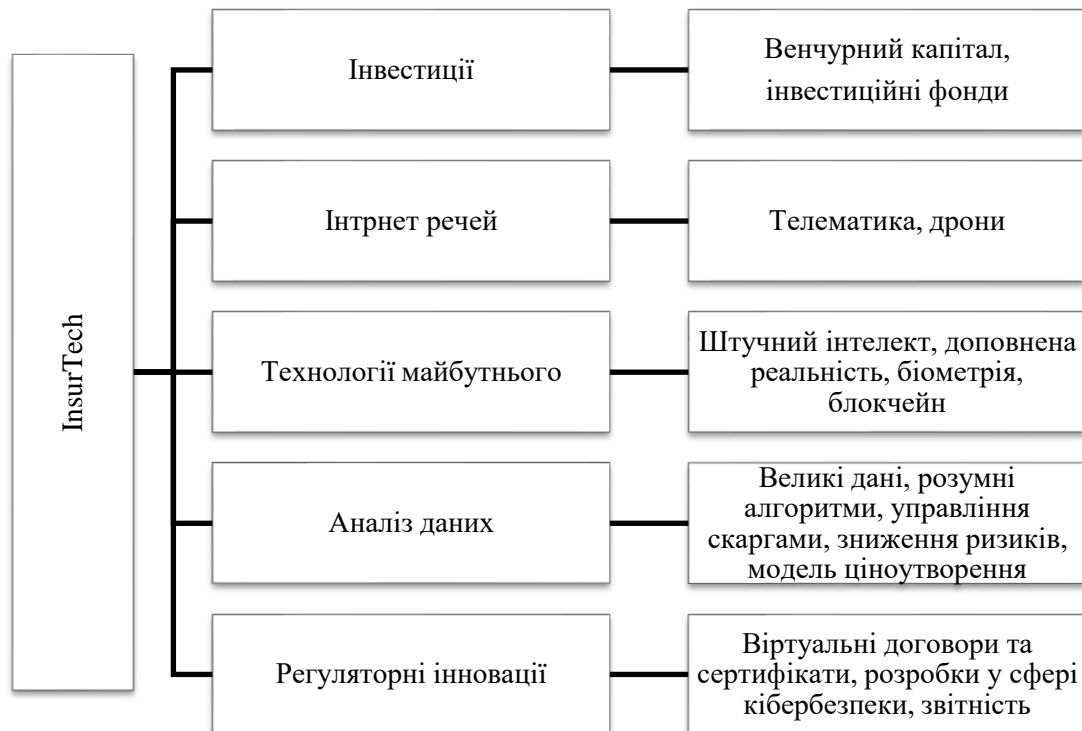 InsurTech
Інвестиції
Венчурний капітал,
інвестиційні фонди
Інтрнет речей
Телематика, дрони
Технології майбутнього
Штучний інтелект, доповнена
реальність, біометрія,
блокчейн
Аналіз даних
Великі дані, розумні
алгоритми, управління
скаргами, зниження ризиків,
модель ціноутворення
Регуляторні інновації
Віртуальні договори та
сертифікати, розробки у сфері
кібербезпеки, звітність